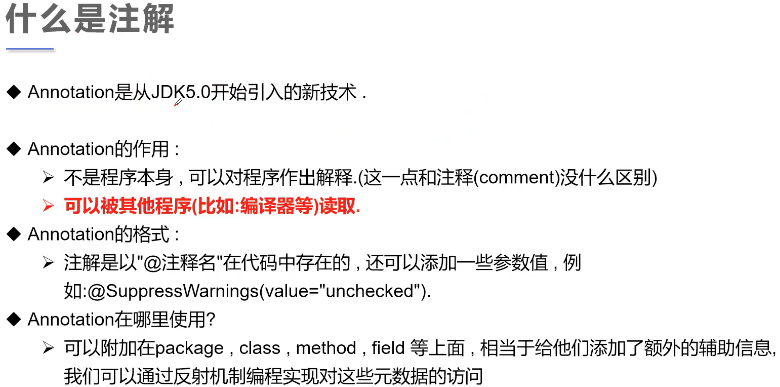 什么是注解
◆ Annotation是从JDK5.0开始引入的新技术 .
◆ Annotation的作用 :
➢ 不是程序本身 , 可以对程序作出解释.(这一点和注释(comment)没什么区别)
➢ 可以被其他程序(比如:编译器等)读取.
◆ Annotation的格式 :
➢ 注解是以"@注释名"在代码中存在的 , 还可以添加一些参数值 , 例
如:@SuppressWarnings(value="unchecked").
◆ Annotation在哪里使用?
➢ 可以附加在package , class , method , field 等上面 , 相当于给他们添加了额外的辅助信息,
我们可以通过反射机制编程实现对这些元数据的访问